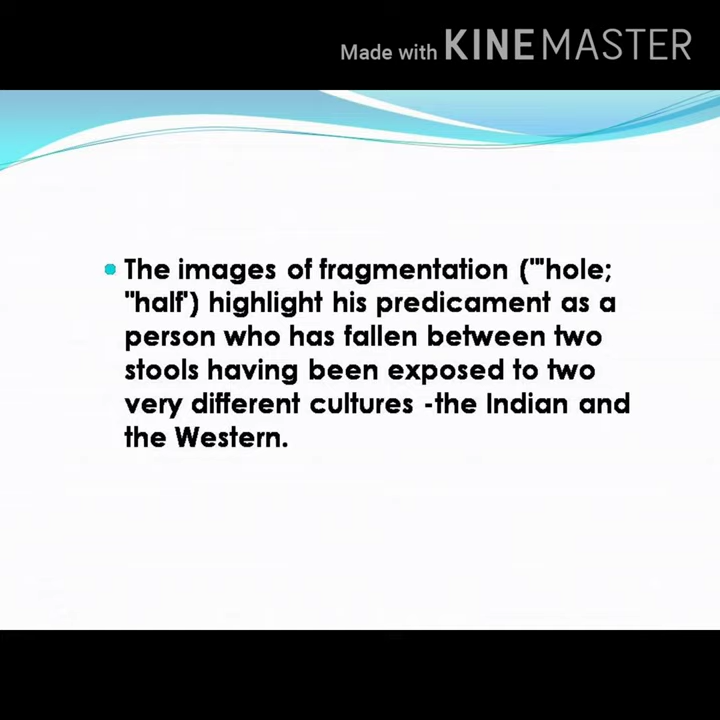 Made with KINEMASTER
The images of fragmentation ("'hole;
"half') highlight his predicament as a
person who has fallen between two
stools having been exposed to two
very different cultures -the Indian and
the Western.